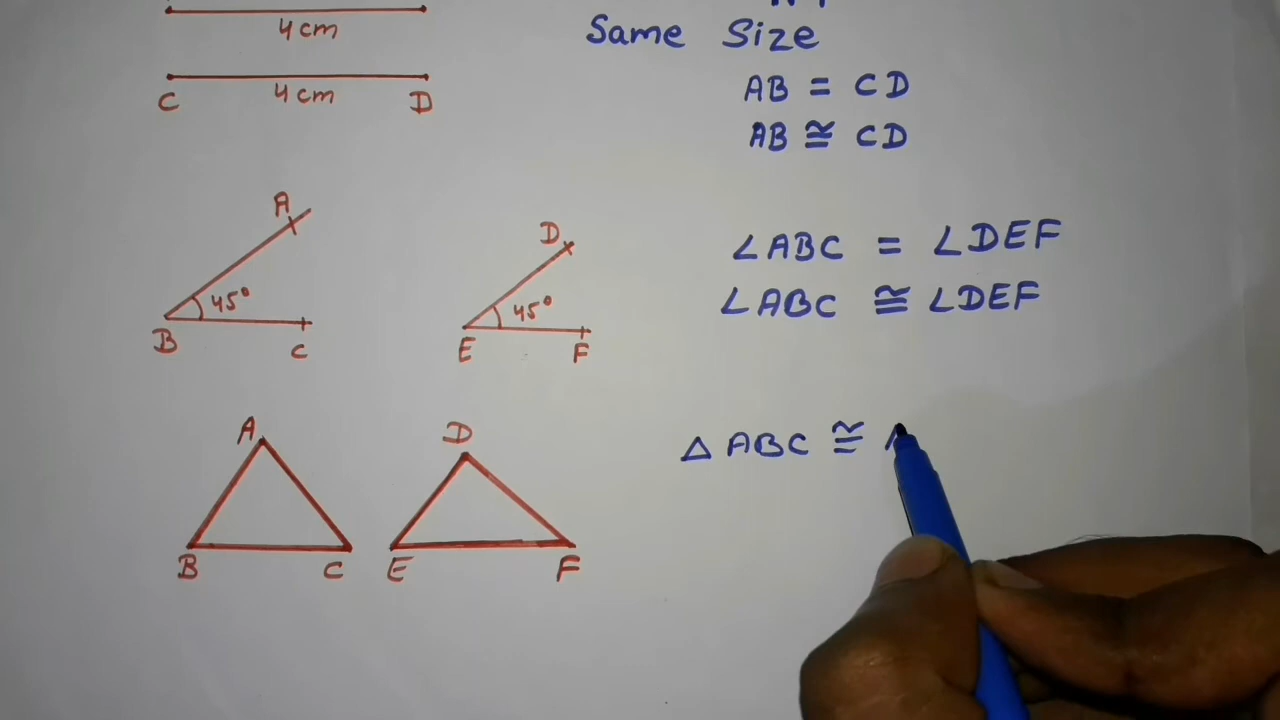 4 cm
Same Size
4 cm
C D
AB = CD
AB ≅ CD
A
D
∠ABC = ∠DEF
45° 45°
∠ABC ≅ ∠DEF
B C E F
A D
△ ABC ≅
B C E F